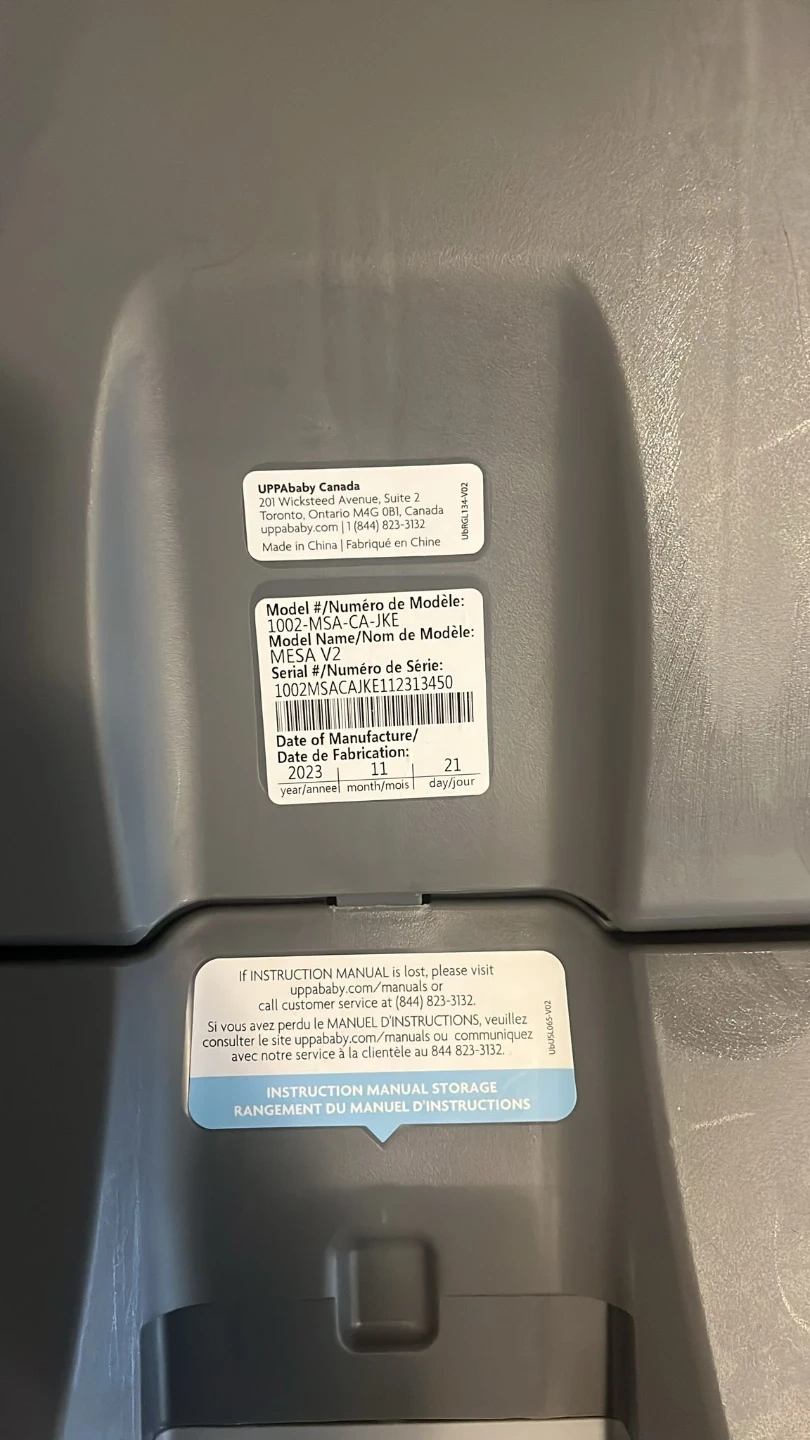 UPPAbaby Canada
201 Wicksteed Avenue, Suite 2
Toronto, Ontario M4G 0B1, Canada
uppababy.com | 1 (844) 823-3132
Made in China | Fabriqué en Chine
UbRGL134-V02
Model #/Numéro de Modèle:
1002-MSA-CA-JKE
Model Name/Nom de Modèle:
MESA V2
Serial #/Numéro de Série:
1002MSACAJKE112313450
Date of Manufacture/
Date de Fabrication:
2023 | 11 | 21
year/anneel month/mois day/jour
If INSTRUCTION MANUAL is lost, please visit
uppababy.com/manuals or
call customer service at (844) 823-3132.
Si vous avez perdu le MANUEL D'INSTRUCTIONS, veuillez
consulter le site uppababy.com/manuals ou communiquez
avec notre service à la clientèle au 844 823-3132.
UbUSL065-V02
INSTRUCTION MANUAL STORAGE
RANGEMENT DU MANUEL D'INSTRUCTIONS